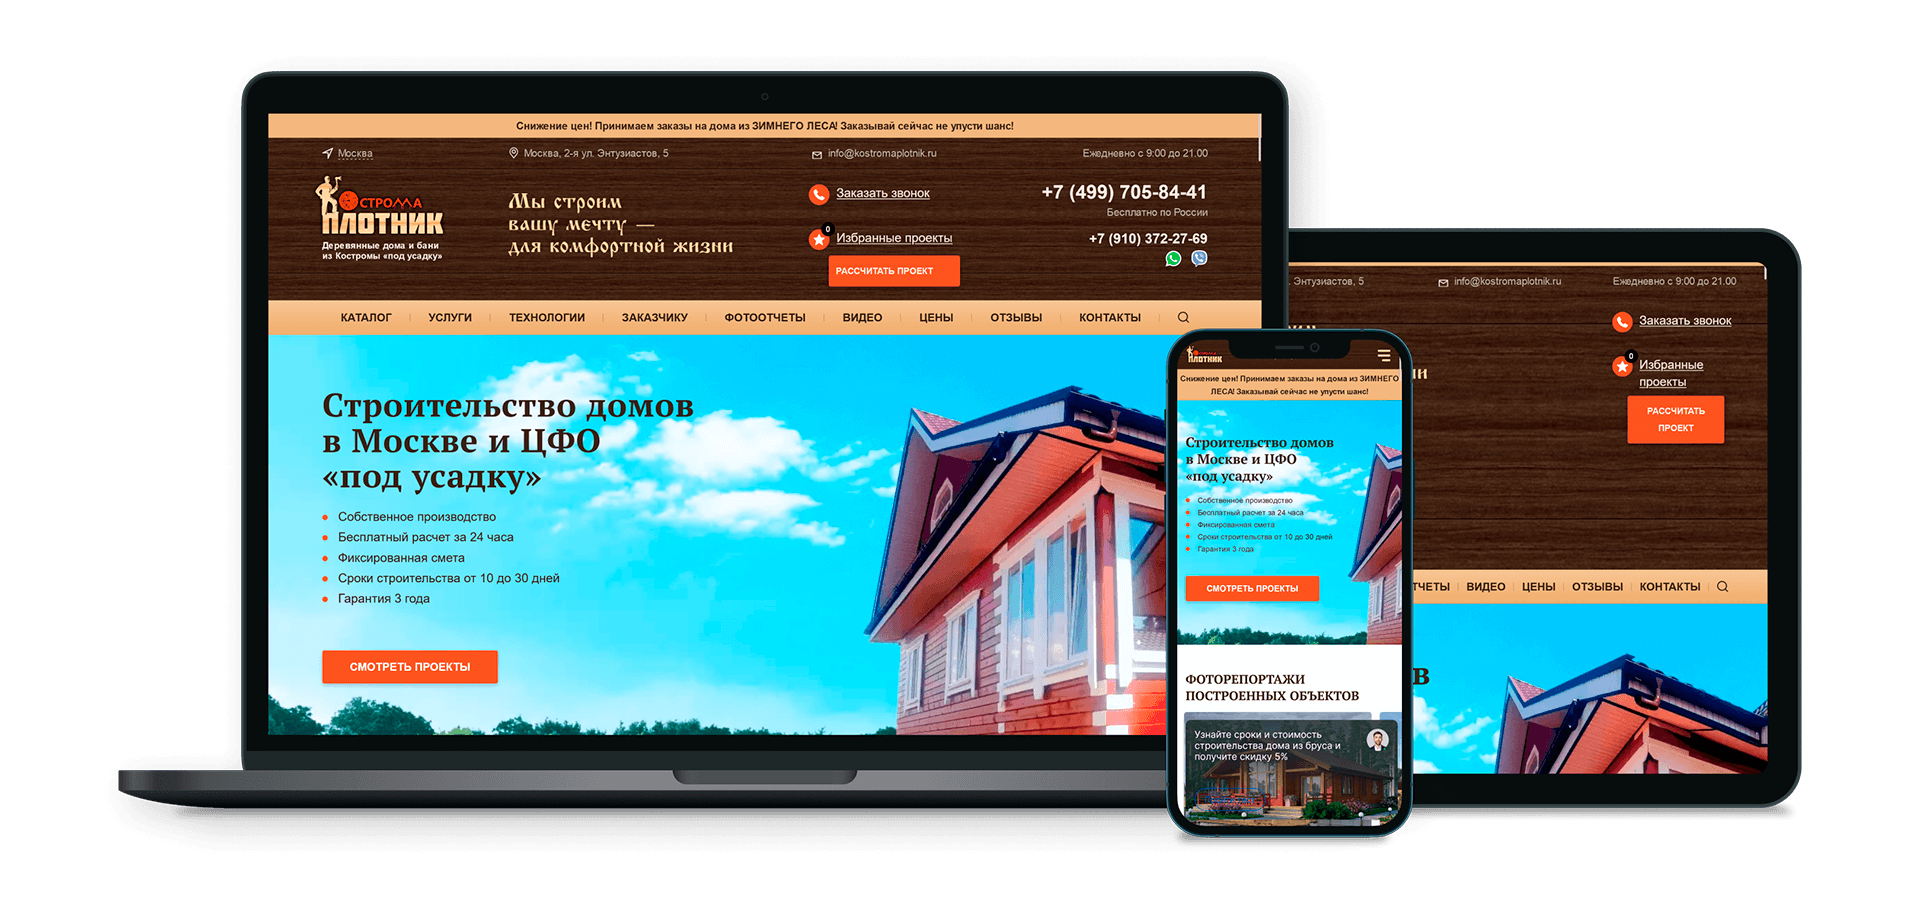 Снижение цен! Принимаем заказы на дома из ЗИМНЕГО ЛЕСА! Заказывай сейчас не упусти шанс!
Москва
Москва, 2-я ул. Энтузиастов, 5
info@kostromaplotnik.ru
Ежедневно с 9:00 до 21.00
острома
ПЛОТНИК
Деревянные дома и бани
из Костромы «под усадку»
Мы строим
вашу мечту —
для комфортной жизни
Заказать звонок
0
Избранные проекты
РАССЧИТАТЬ ПРОЕКТ
+7 (499) 705-84-41
Бесплатно по России
+7 (910) 372-27-69
КАТАЛОГ
УСЛУГИ
ТЕХНОЛОГИИ
ЗАКАЗЧИКУ
ФОТООТЧЕТЫ
ВИДЕО
ЦЕНЫ
ОТЗЫВЫ
КОНТАКТЫ
Строительство домов
в Москве и ЦФО
«под усадку»
Собственное производство
Бесплатный расчет за 24 часа
Фиксированная смета
Сроки строительства от 10 до 30 дней
Гарантия 3 года
СМОТРЕТЬ ПРОЕКТЫ
острома
ПЛОТНИК
Снижение цен! Принимаем заказы на дома из ЗИМНЕГО
ЛЕСА! Заказывай сейчас не упусти шанс!
Строительство домов
в Москве и ЦФО
«под усадку»
Собственное производство
Бесплатный расчет за 24 часа
Фиксированная смета
Сроки строительства от 10 до 30 дней
Гарантия 3 года
СМОТРЕТЬ ПРОЕКТЫ
ФОТОРЕПОРТАЖИ
ПОСТРОЕННЫХ ОБЪЕКТОВ
Узнайте сроки и стоимость
строительства дома из бруса и
получите скидку 5%
. Энтузиастов, 5
info@kostromaplotnik.ru
Ежедневно с 9:00 до 21.00
Заказать звонок
0
Избранные
проекты
РАССЧИТАТЬ
ПРОЕКТ
ТЧЕТЫ
ВИДЕО
ЦЕНЫ
ОТЗЫВЫ
КОНТАКТЫ
в